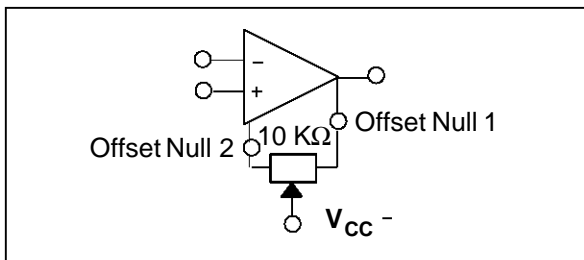 −
+
Offset Null 1
10 KΩ
Offset Null 2
VCC −